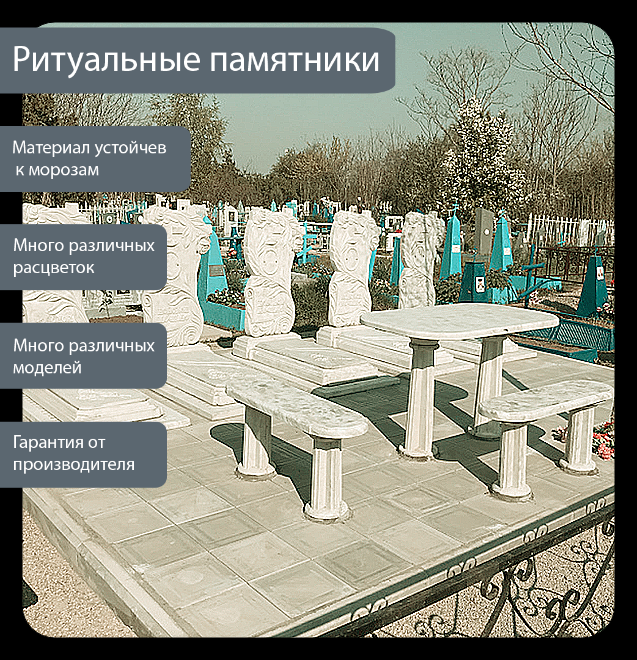 Ритуальные памятники
Материал устойчев
к морозам
Много различных
расцветок
Много различных
моделей
Гарантия от
производителя